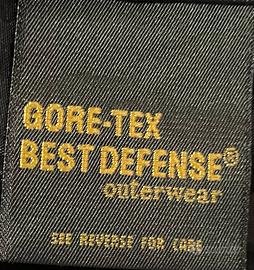 GORE-TEX
BEST DEFENSE®
outerwear
SEE REVERSE FOR CARE